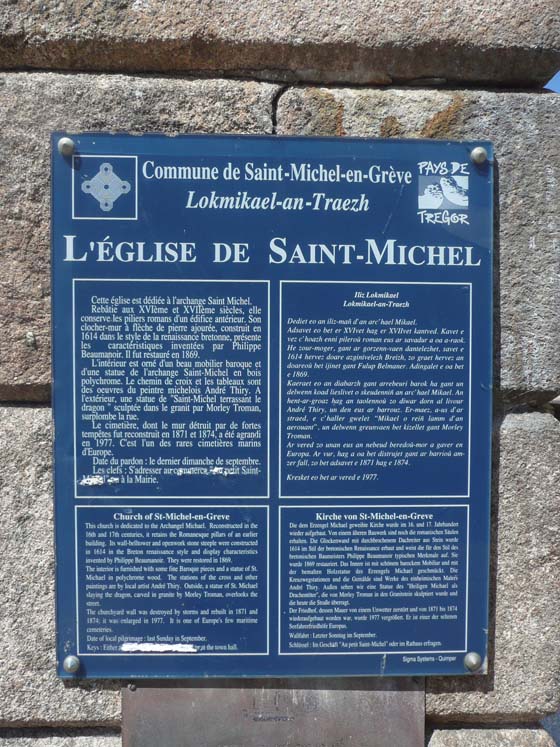 Commune de Saint-Michel-en-Grève
Lokmikael-an-Traezh
PAYS DE
TREGOR
L'ÉGLISE DE SAINT-MICHEL
Cette église est dédiée à l'archange Saint Michel.
Rebâtie aux XVIème et XVIIème siècles, elle
conserve les piliers romans d'un édifice antérieur. Son
clocher-mur à flèche de pierre ajourée, construit en
1614 dans le style de la renaissance bretonne, présente
les caractéristiques inventées par Philippe
Beaumanoir. Il fut restauré en 1869.
L'intérieur est orné d'un beau mobilier baroque et
d'une statue de l'archange Saint-Michel en bois
polychrome. Le chemin de croix et les tableaux sont
des oeuvres du peintre michelois André Thiry. A
l'extérieur, une statue de "Saint-Michel terrassant le
dragon" sculptée dans le granit par Morley Troman,
surplombe la rue.
Le cimetière, dont le mur détruit par de fortes
tempêtes fut reconstruit en 1871 et 1874, a été agrandi
en 1977. C'est l'un des rares cimetières marins
d'Europe.
Date du pardon : le dernier dimanche de septembre.
Les clefs : S'adresser au commerce petit Saint-
à la Mairie.
Iliz Lokmikael
Lokmikael-an-Traezh
Dediet eo an iliz-mañ d'an arc'hael Mikael.
Adsavet eo bet er XVIvet hag er XVIIvet kantved. Kavet e
vez c'hoazh enni pileroù roman eus ar savadur a oa a-raok.
He tour-moger, gant ar gorzenn-vaen dantelezhet, savet e
1614 hervez doare azginivelezh Breizh, zo graet hervez an
doareoù bet ijinet gant Fulup Belmaner. Adingalet e oa bet
e 1869.
Kaeraet eo an diabarzh gant arrebeuri barok ha gant un
delwenn koad lieslivet o skeudenniñ an arc'hael Mikael. An
hent-ar-groaz hag an taolennoù zo diwar dorn al livour
André Thiry, un den eus ar barrouz. Er-maez, a-us d'ar
straed, e c'haller gwelet "Mikael o reiñ lamm d'an
aerouant", un delwenn greunvaen bet kizellet gant Morley
Troman.
Ar vered zo unan eus an nebeud beredoù-mor a gaver en
Europa. Ar vur, hag a oa bet distrujet gant ar barrioù am-
zer fall, zo bet adsavet e 1871 hag e 1874.
Kresket eo bet ar vered e 1977.
Church of St-Michel-en-Greve
This church is dedicated to the Archangel Michael. Reconstructed in the
16th and 17th centuries, it retains the Romanesque pillars of an earlier
building. Its wall-bellower and openwork stone steeple were constructed
in 1614 in the Breton renaissance style and display characteristics
invented by Philippe Beaumanoir. They were restored in 1869.
The interior is furnished with some fine Baroque pieces and a statue of St.
Michael in polychrome wood. The stations of the cross and other
paintings are by local artist André Thiry. Outside, a statue of St-Michael
slaying the dragon, carved in granite by Morley Troman, overlooks the
street.
The churchyard wall was destroyed by storms and rebuilt in 1871 and
1874; it was enlarged in 1977. It is one of Europe's few maritime
cemeteries.
Date of local pilgrimage : last Sunday in September.
Keys : Either at the town hall.
Kirche von St-Michel-en-Greve
Die dem Erzengel Michael geweihte Kirche wurde im 16. und 17. Jahrhundert
wieder aufgebaut. Von einem älteren Bauwerk sind noch die romanischen Säulen
erhalten. Die Glockenwand mit durchbrochenem Dachreiter aus Stein wurde
1614 im Stil der bretonischen Renaissance erbaut und weist die für den Stil des
bretonischen Baumeisters Philippe Beaumanoir typischen Merkmale auf. Sie
wurde 1869 restauriert. Das Innere ist mit schönem barocken Mobiliar und mit
der bemalten Holzstatue des Erzengels Michael geschmückt. Die
Kreuzwegstationen und die Gemälde sind Werke des einheimischen Malers
André Thiry. Außen sehen wir eine Statue des "Heiligen Michael als
Drachentöter", die von Morley Troman in den Granitstein skulptiert wurde und
die heute die Straße überragt.
Der Friedhof, dessen Mauer von einem Unwetter zerstört und von 1871 bis 1874
wiederaufgebaut worden war, wurde 1977 vergrößert. Er ist einer der seltenen
Seefahrerfriedhöfe Europas.
Wallfahrt : Letzter Sonntag im September.
Schlüssel : Im Geschäft "Au petit Saint-Michel" oder im Rathaus erfragen.
Sigma Systems - Quimper